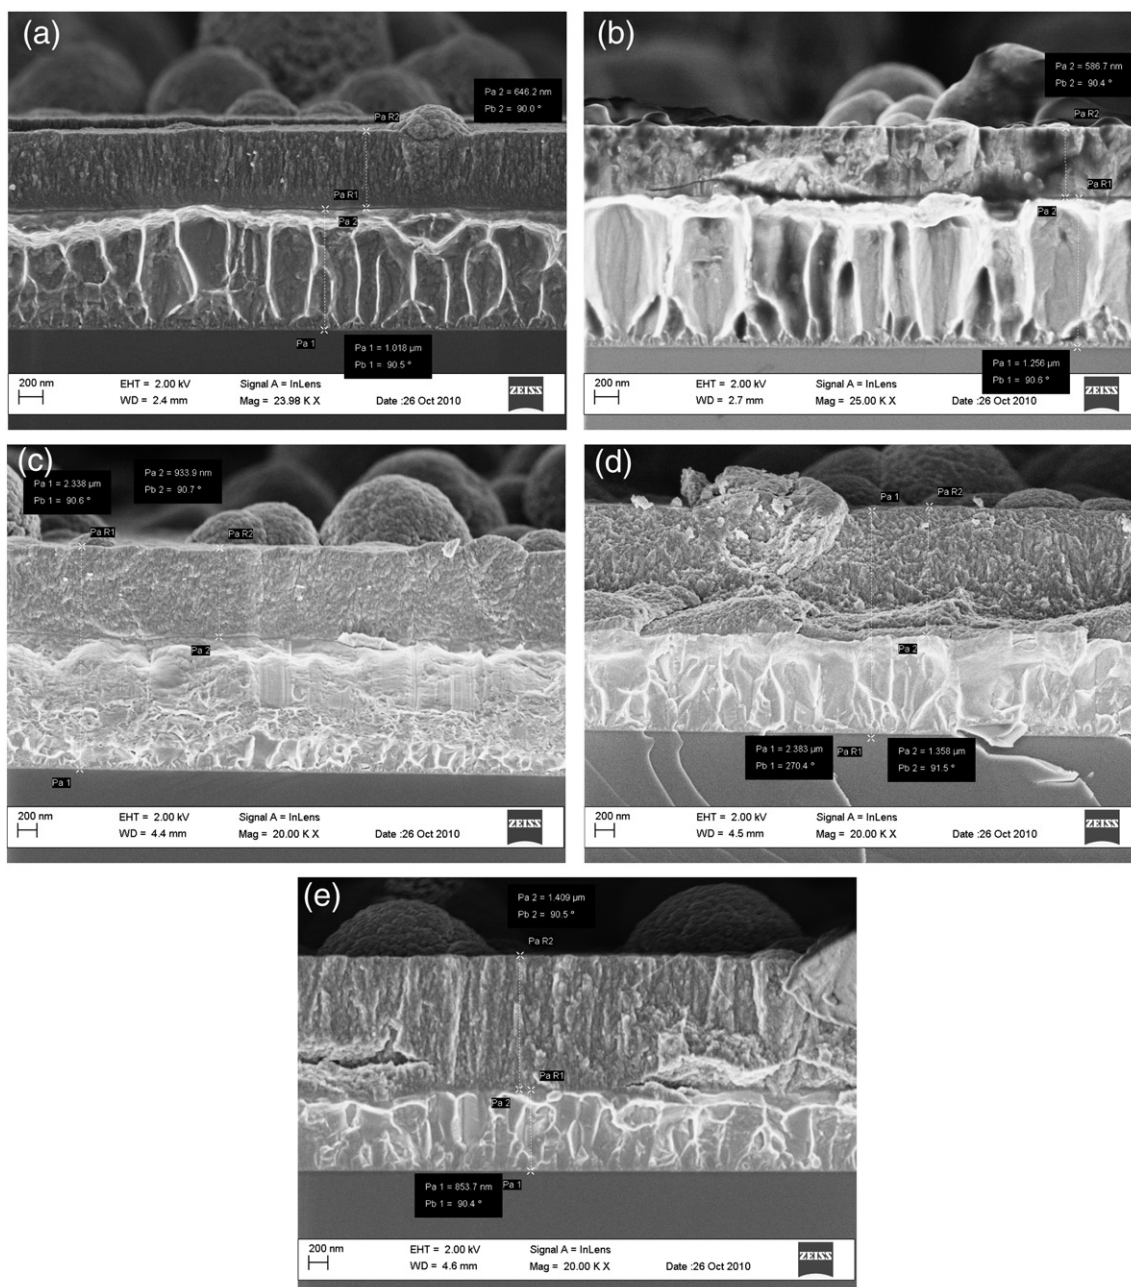 (a)
Pa 2 = 646.2 nm
Pb 2 = 90.0 °
Pa R2
Pa R1
Pa 2
Pa 1
Pa 1 = 1.018 µm
Pb 1 = 90.5 °
200 nm
EHT = 2.00 kV
Signal A = InLens
WD = 2.4 mm
Mag = 23.98 K X
Date :26 Oct 2010
ZEISS
(b)
Pa 2 = 586.7 nm
Pb 2 = 90.4 °
Pa R2
Pa R1
Pa 2
Pa 1 = 1.256 µm
Pb 1 = 90.6 °
200 nm
EHT = 2.00 kV
Signal A = InLens
WD = 2.7 mm
Mag = 25.00 K X
Date :26 Oct 2010
ZEISS
(c)
Pa 1 = 2.338 µm
Pb 1 = 90.6 °
Pa 2 = 933.9 nm
Pb 2 = 90.7 °
Pa R1
Pa R2
Pa 2
Pa 1
200 nm
EHT = 2.00 kV
Signal A = InLens
WD = 4.4 mm
Mag = 20.00 K X
Date :26 Oct 2010
ZEISS
(d)
Pa 1
Pa R2
Pa 2
Pa R1
Pa 1 = 2.383 µm
Pb 1 = 270.4 °
Pa 2 = 1.358 µm
Pb 2 = 91.5 °
200 nm
EHT = 2.00 kV
Signal A = InLens
WD = 4.5 mm
Mag = 20.00 K X
Date :26 Oct 2010
ZEISS
(e)
Pa 2 = 1.409 µm
Pb 2 = 90.5 °
Pa R2
Pa R1
Pa 2
Pa 1 = 853.7 nm
Pb 1 = 90.4 °
Pa 1
200 nm
EHT = 2.00 kV
Signal A = InLens
WD = 4.6 mm
Mag = 20.00 K X
Date :26 Oct 2010
ZEISS